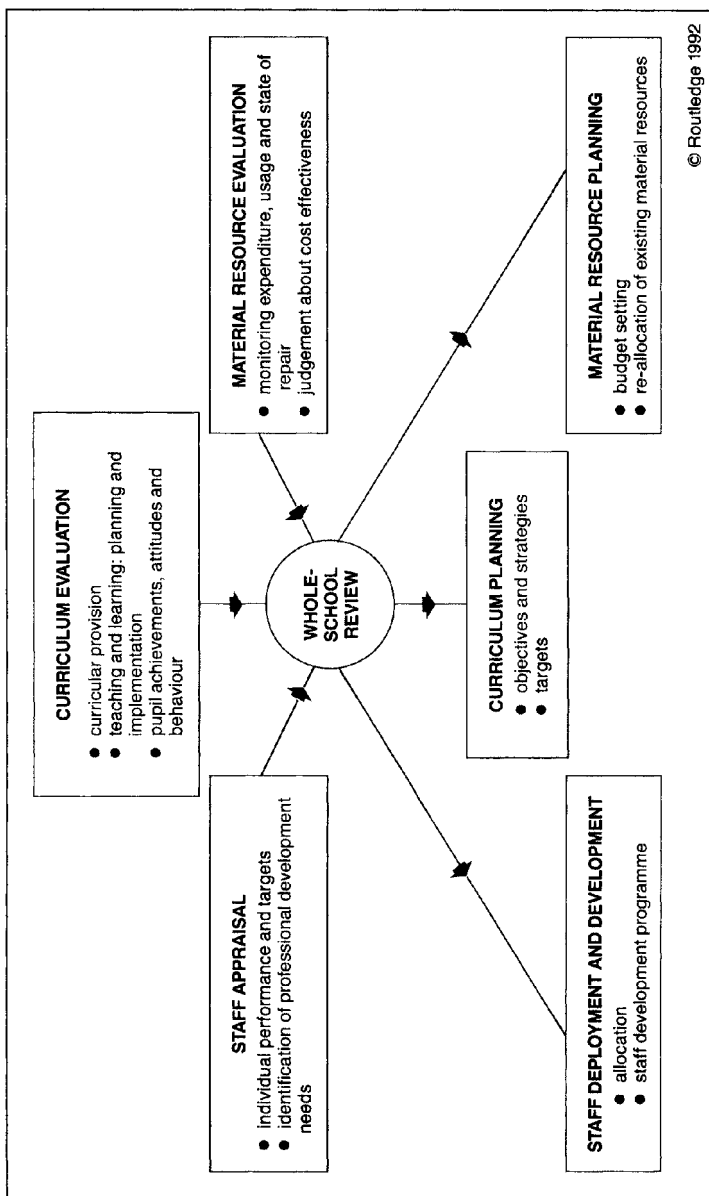 CURRICULUM EVALUATION
● curricular provision
● teaching and learning: planning and
implementation
● pupil achievements, attitudes and
behaviour
STAFF APPRAISAL
● individual performance and targets
● identification of professional development
needs
MATERIAL RESOURCE EVALUATION
● monitoring expenditure, usage and state of
repair
● judgement about cost effectiveness
WHOLE-
SCHOOL
REVIEW
STAFF DEPLOYMENT AND DEVELOPMENT
● allocation
● staff development programme
CURRICULUM PLANNING
● objectives and strategies
● targets
MATERIAL RESOURCE PLANNING
● budget setting
● re-allocation of existing material resources
© Routledge 1992